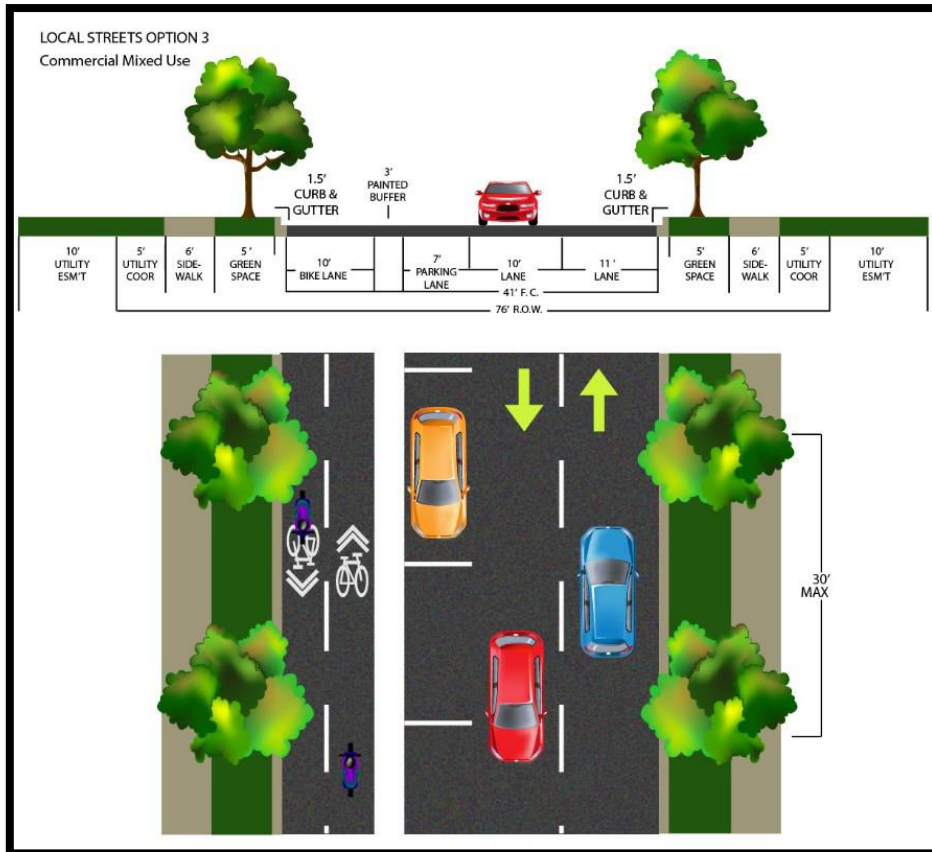 LOCAL STREETS OPTION 3
Commercial Mixed Use
1.5'
CURB &
GUTTER
3'
PAINTED
BUFFER
1.5'
CURB &
GUTTER
10'
UTILITY
ESM'T
5'
UTILITY
COOR
6'
SIDE-
WALK
5'
GREEN
SPACE
10'
BIKE LANE
7'
PARKING
LANE
10'
LANE
11'
LANE
5'
GREEN
SPACE
6'
SIDE-
WALK
5'
UTILITY
COOR
10'
UTILITY
ESM'T
41' F. C.
76' R.O.W.
30'
MAX